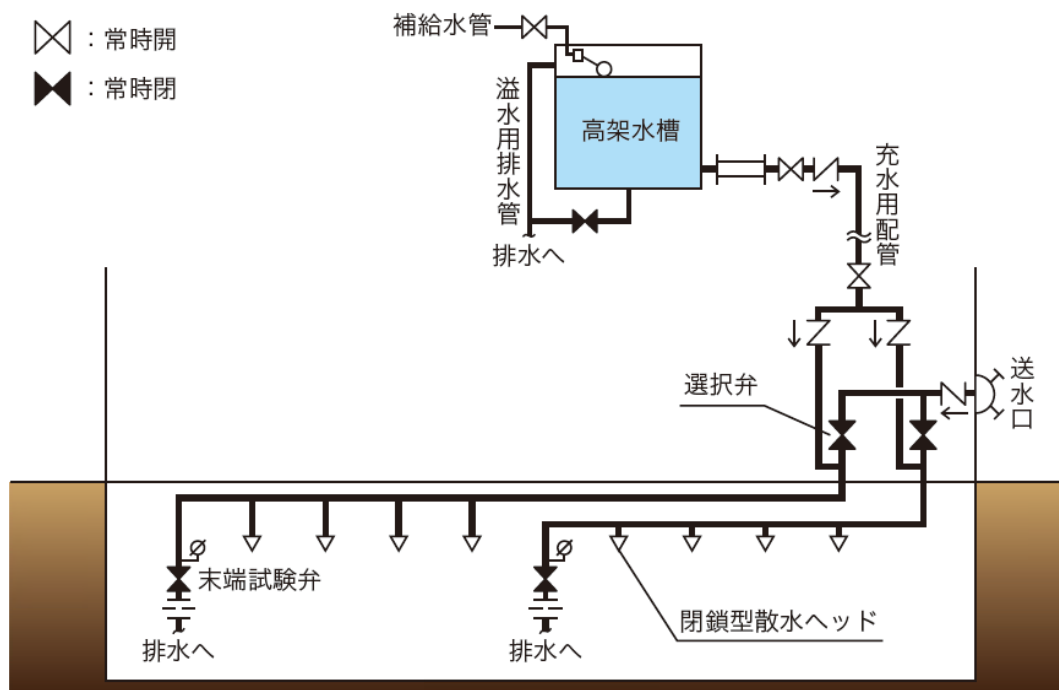 ：常時開
：常時閉
補給水管
溢水用排水管
高架水槽
充水用配管
排水へ
選択弁
送水口
末端試験弁
閉鎖型散水ヘッド
排水へ
排水へ